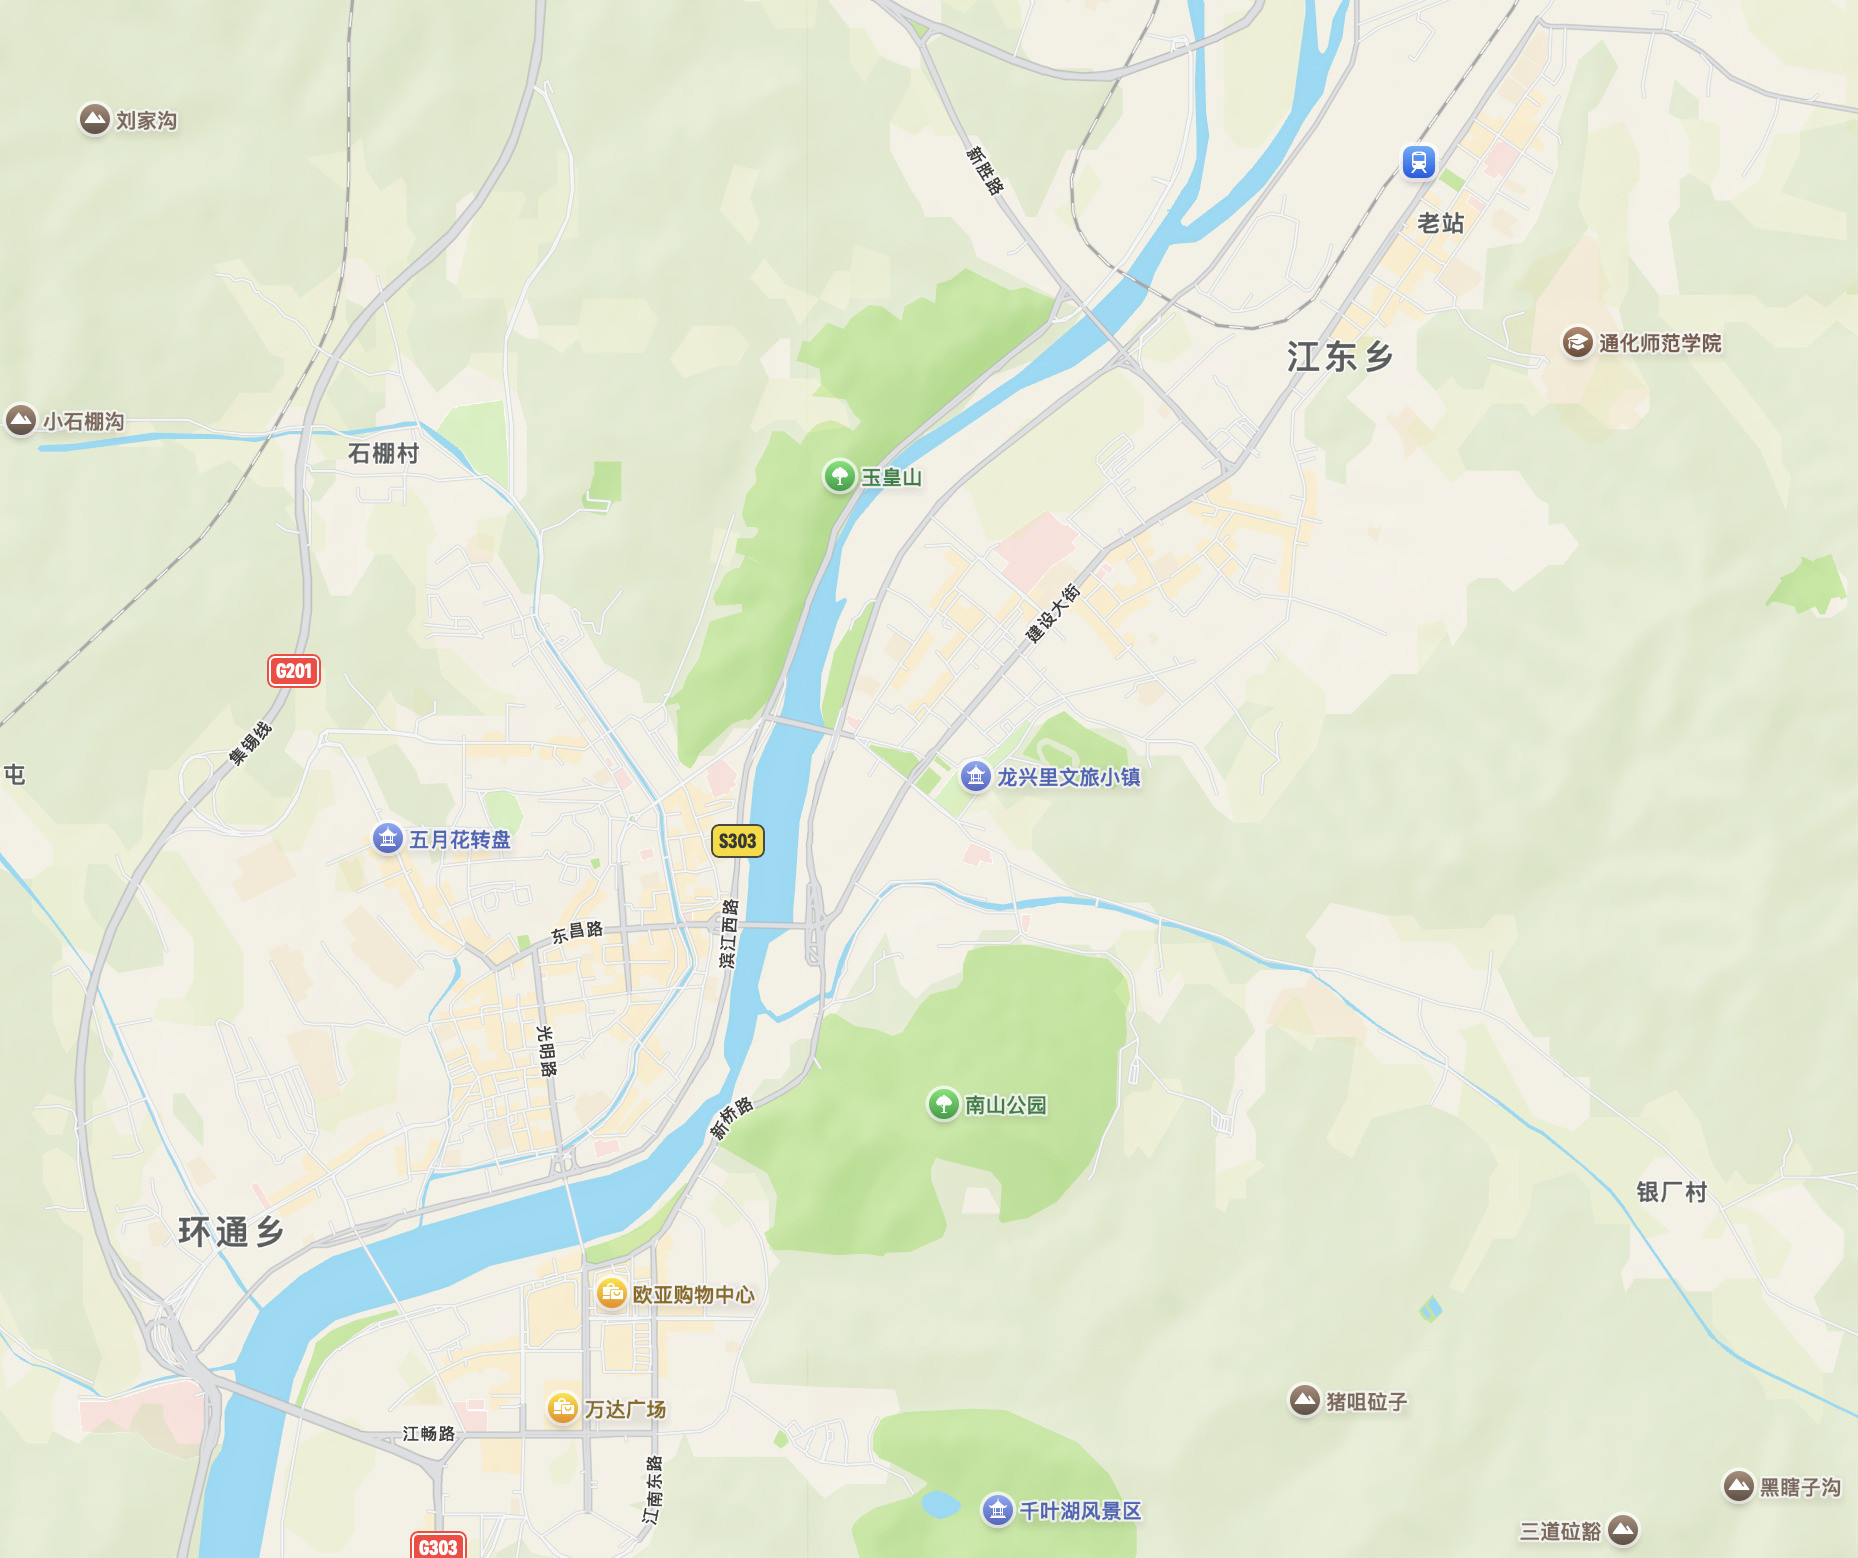 刘家沟
新胜路
老站
通化师范学院
江东乡
小石棚沟
石棚村
玉皇山
建设大街
G201
集锡线
屯
龙兴里文旅小镇
五月花转盘
S303
滨江西路
东昌路
光明路
南山公园
新桥路
银厂村
环通乡
欧亚购物中心
万达广场
猪咀砬子
江畅路
江南东路
黑瞎子沟
千叶湖风景区
三道砬豁
G303